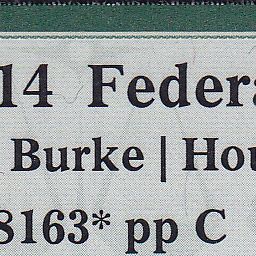 14 Federa
Burke | Hou
8163* pp C